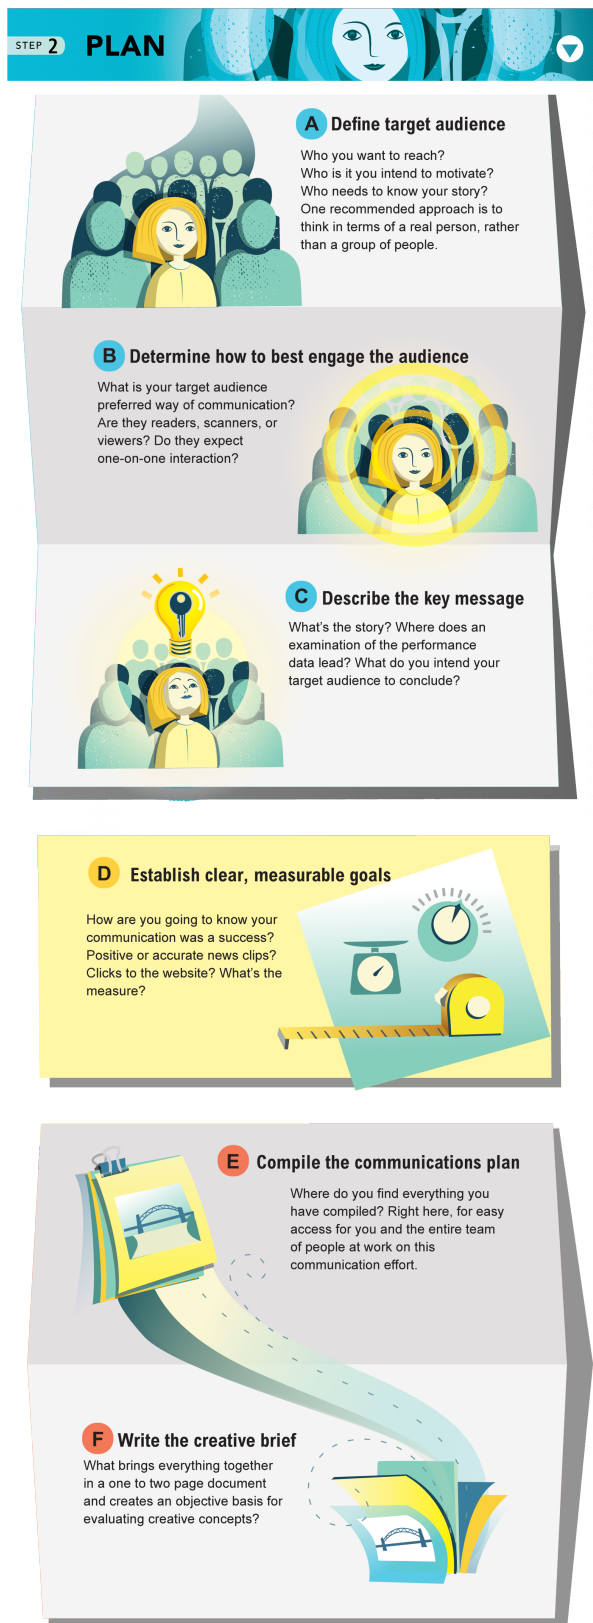 STEP 2 PLAN
A Define target audience
Who you want to reach?
Who is it you intend to motivate?
Who needs to know your story?
One recommended approach is to
think in terms of a real person, rather
than a group of people.
B Determine how to best engage the audience
What is your target audience
preferred way of communication?
Are they readers, scanners, or
viewers? Do they expect
one-on-one interaction?
C Describe the key message
What's the story? Where does an
examination of the performance
data lead? What do you intend your
target audience to conclude?
D Establish clear, measurable goals
How are you going to know your
communication was a success?
Positive or accurate news clips?
Clicks to the website? What's the
measure?
E Compile the communications plan
Where do you find everything you
have compiled? Right here, for easy
access for you and the entire team
of people at work on this
communication effort.
F Write the creative brief
What brings everything together
in a one to two page document
and creates an objective basis for
evaluating creative concepts?